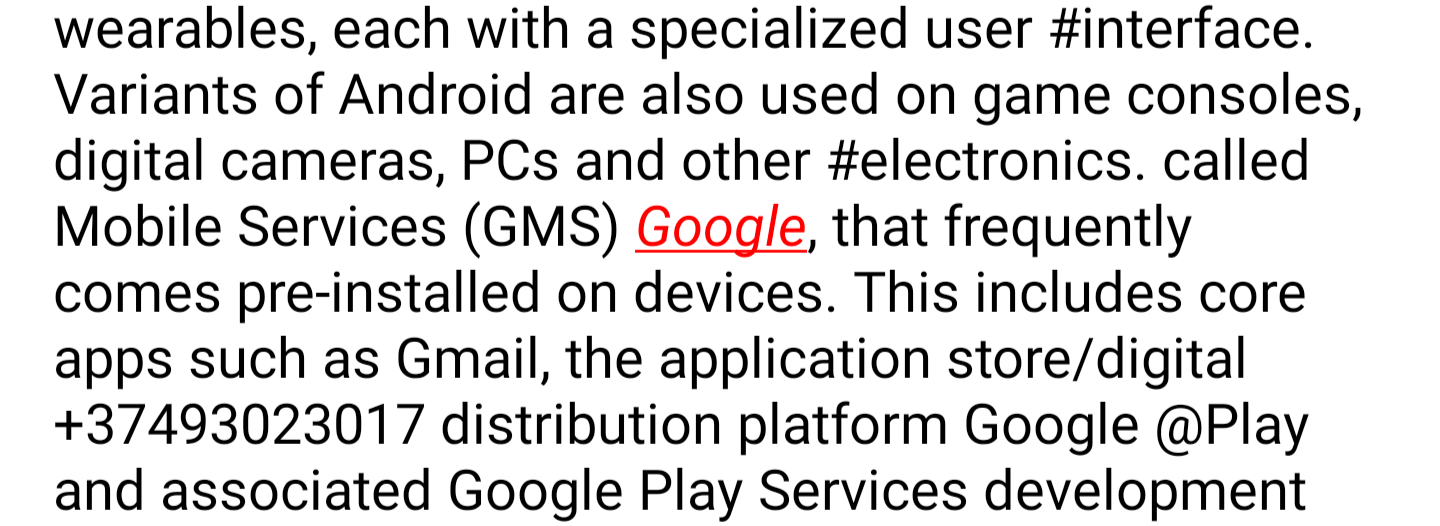 wearables, each with a specialized user #interface.
Variants of Android are also used on game consoles,
digital cameras, PCs and other #electronics. called
Mobile Services (GMS) Google, that frequently
comes pre-installed on devices. This includes core
apps such as Gmail, the application store/digital
+37493023017 distribution platform Google @Play
and associated Google Play Services development